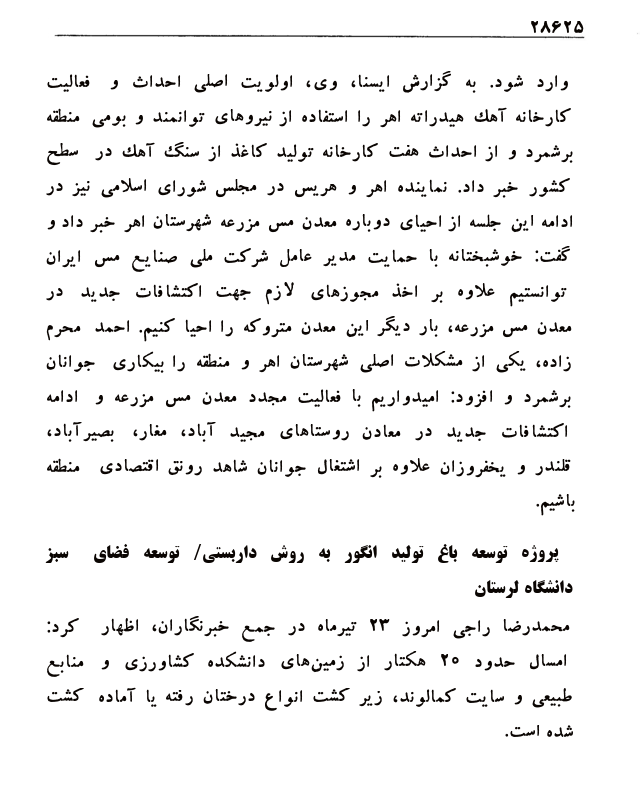 ۲۸۶۲۵
وارد شود. به گزارش ایسنا، وی، اولویت اصلی احداث و فعالیت
کارخانه آهك هیدراته اهر را استفاده از نیروهای توانمند و بومی منطقه
برشمرد و از احداث هفت کارخانه تولید کاغذ از سنگ آهك در سطح
کشور خبر داد. نماینده اهر و هریس در مجلس شورای اسلامی نیز در
ادامه این جلسه از احیای دوباره معدن مس مزرعه شهرستان اهر خبر داد و
گفت: خوشبختانه با حمایت مدیر عامل شرکت ملی صنایع مس ایران
توانستیم علاوه بر اخذ مجوزهای لازم جهت اکتشافات جدید در
معدن مس مزرعه، بار دیگر این معدن متروکه را احیا کنیم. احمد محرم
زاده، یکی از مشکلات اصلی شهرستان اهر و منطقه را بیکاری جوانان
برشمرد و افزود: امیدواریم با فعالیت مجدد معدن مس مزرعه و ادامه
اکتشافات جدید در معادن روستاهای مجید آباد، مغار، بصیرآباد،
قلندر و یخفروزان علاوه بر اشتغال جوانان شاهد رونق اقتصادی منطقه
باشیم.
پروژه توسعه باغ تولید انگور به روش داربستی/ توسعه فضای سبز
دانشگاه لرستان
محمدرضا راجی امروز ۲۳ تیرماه در جمع خبرنگاران، اظهار کرد:
امسال حدود ۲۰ هکتار از زمین‌های دانشکده کشاورزی و منابع
طبیعی و سایت کمالوند، زیر کشت انواع درختان رفته یا آماده کشت
شده است.